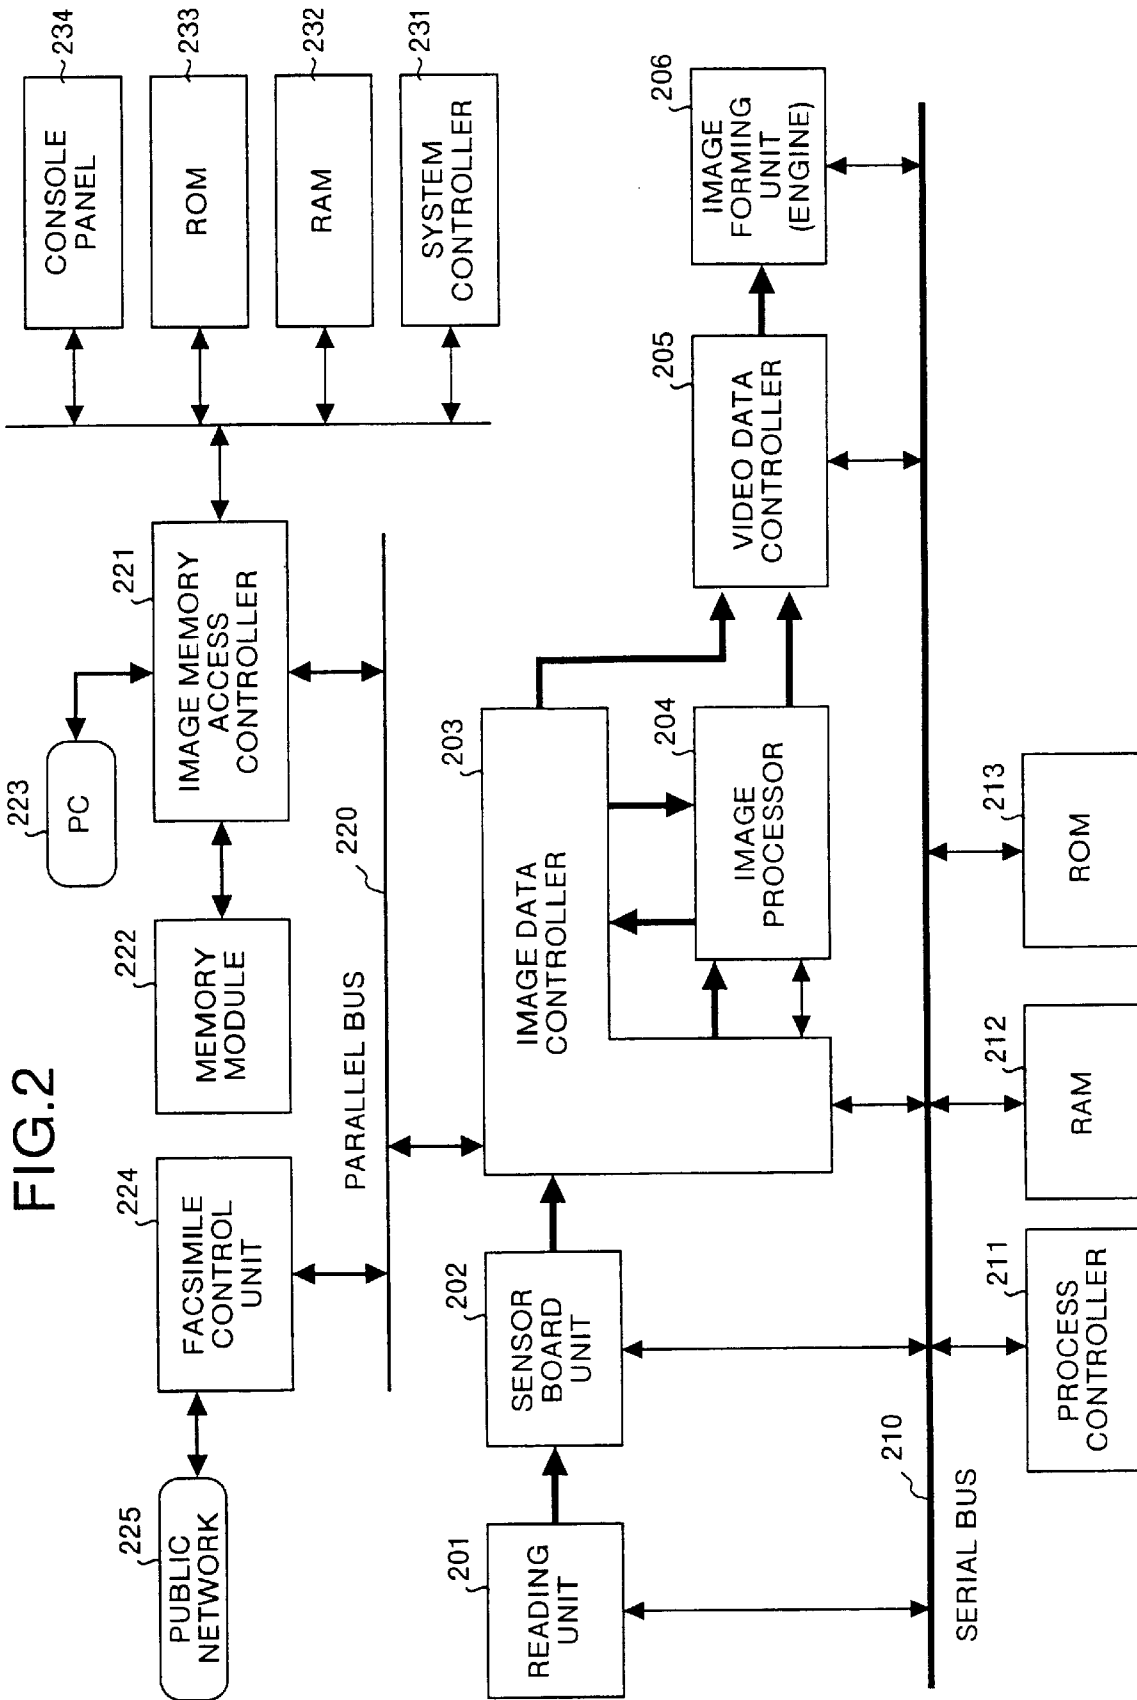 FIG.2
225
PUBLIC
NETWORK
224
FACSIMILE
CONTROL
UNIT
222
MEMORY
MODULE
223
PC
221
IMAGE MEMORY
ACCESS
CONTROLLER
234
CONSOLE
PANEL
233
ROM
232
RAM
231
SYSTEM
CONTROLLER
PARALLEL BUS
220
201
READING
UNIT
202
SENSOR
BOARD
UNIT
203
IMAGE DATA
CONTROLLER
204
IMAGE
PROCESSOR
205
VIDEO DATA
CONTROLLER
206
IMAGE
FORMING
UNIT
(ENGINE)
SERIAL BUS
210
211
PROCESS
CONTROLLER
212
RAM
213
ROM